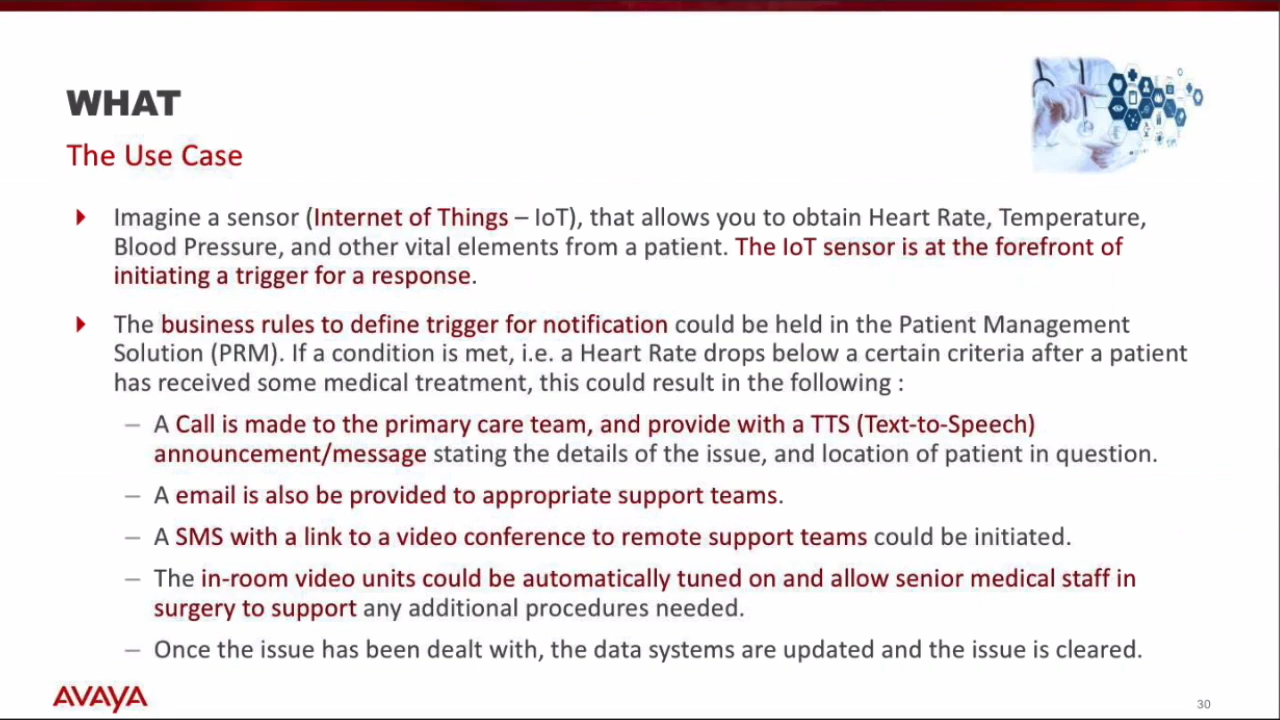 WHAT
The Use Case
Imagine a sensor (Internet of Things – IoT), that allows you to obtain Heart Rate, Temperature,
Blood Pressure, and other vital elements from a patient. The IoT sensor is at the forefront of
initiating a trigger for a response.
The business rules to define trigger for notification could be held in the Patient Management
Solution (PRM). If a condition is met, i.e. a Heart Rate drops below a certain criteria after a patient
has received some medical treatment, this could result in the following :
– A Call is made to the primary care team, and provide with a TTS (Text-to-Speech)
announcement/message stating the details of the issue, and location of patient in question.
– A email is also be provided to appropriate support teams.
– A SMS with a link to a video conference to remote support teams could be initiated.
– The in-room video units could be automatically tuned on and allow senior medical staff in
surgery to support any additional procedures needed.
– Once the issue has been dealt with, the data systems are updated and the issue is cleared.
AVAYA
30